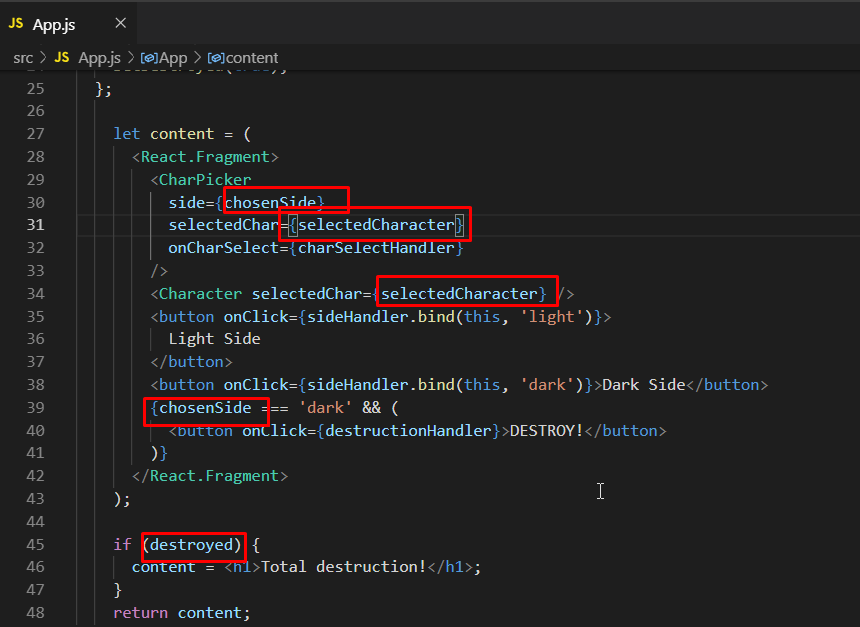 JS App.js ×
src > JS App.js > App > content
25 };
26
27 let content = (
28 <React.Fragment>
29 <CharPicker
30 side={chosenSide}
31 selectedChar={selectedCharacter}
32 onCharSelect={charSelectHandler}
33 />
34 <Character selectedChar={selectedCharacter} />
35 <button onClick={sideHandler.bind(this, 'light')}>
36 Light Side
37 </button>
38 <button onClick={sideHandler.bind(this, 'dark')}>Dark Side</button>
39 {chosenSide === 'dark' && (
40 <button onClick={destructionHandler}>DESTROY!</button>
41 )}
42 </React.Fragment>
43 );
44
45 if (destroyed) {
46 content = <h1>Total destruction!</h1>;
47 }
48 return content;